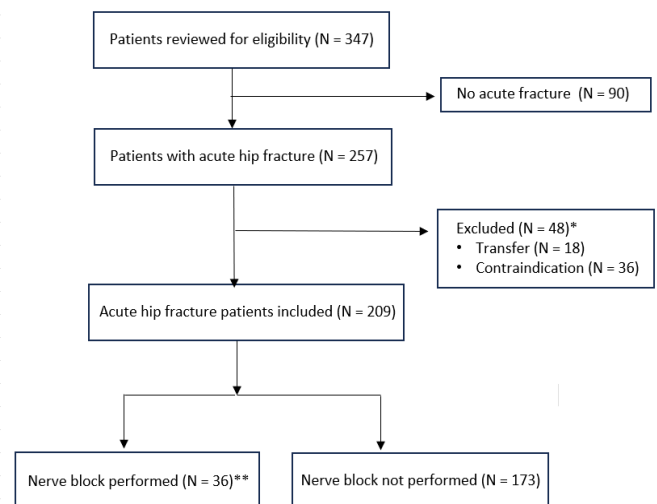 Patients reviewed for eligibility (N = 347)
No acute fracture (N = 90)
Patients with acute hip fracture (N = 257)
Excluded (N = 48)*
• Transfer (N = 18)
• Contraindication (N = 36)
Acute hip fracture patients included (N = 209)
Nerve block performed (N = 36)**
Nerve block not performed (N = 173)